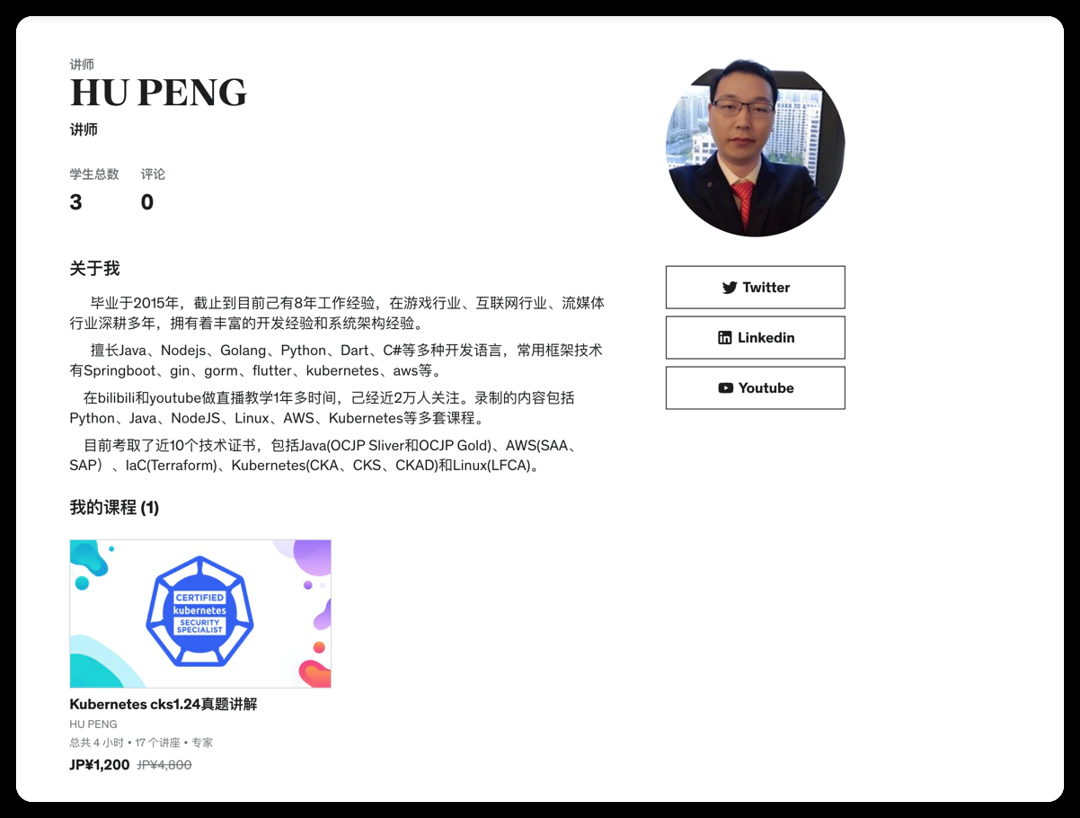 讲师
HU PENG
讲师
学生总数 评论
3 0
关于我
毕业于2015年，截止到目前己有8年工作经验，在游戏行业、互联网行业、流媒体
行业深耕多年，拥有着丰富的开发经验和系统架构经验。
擅长Java、Nodejs、Golang、Python、Dart、C#等多种开发语言，常用框架技术
有Springboot、gin、gorm、flutter、kubernetes、aws等。
在bilibili和youtube做直播教学1年多时间，己经近2万人关注。录制的内容包括
Python、Java、NodeJS、Linux、AWS、Kubernetes等多套课程。
目前考取了近10个技术证书，包括Java(OCJP Sliver和OCJP Gold)、AWS(SAA、
SAP）、IaC(Terraform)、Kubernetes(CKA、CKS、CKAD)和Linux(LFCA)。
我的课程 (1)
CERTIFIED
kubernetes
SECURITY
SPECIALIST
Kubernetes cks1.24真题讲解
HU PENG
总共 4 小时 • 17 个讲座 • 专家
JP¥1,200 JP¥4,800
Twitter
Linkedin
Youtube